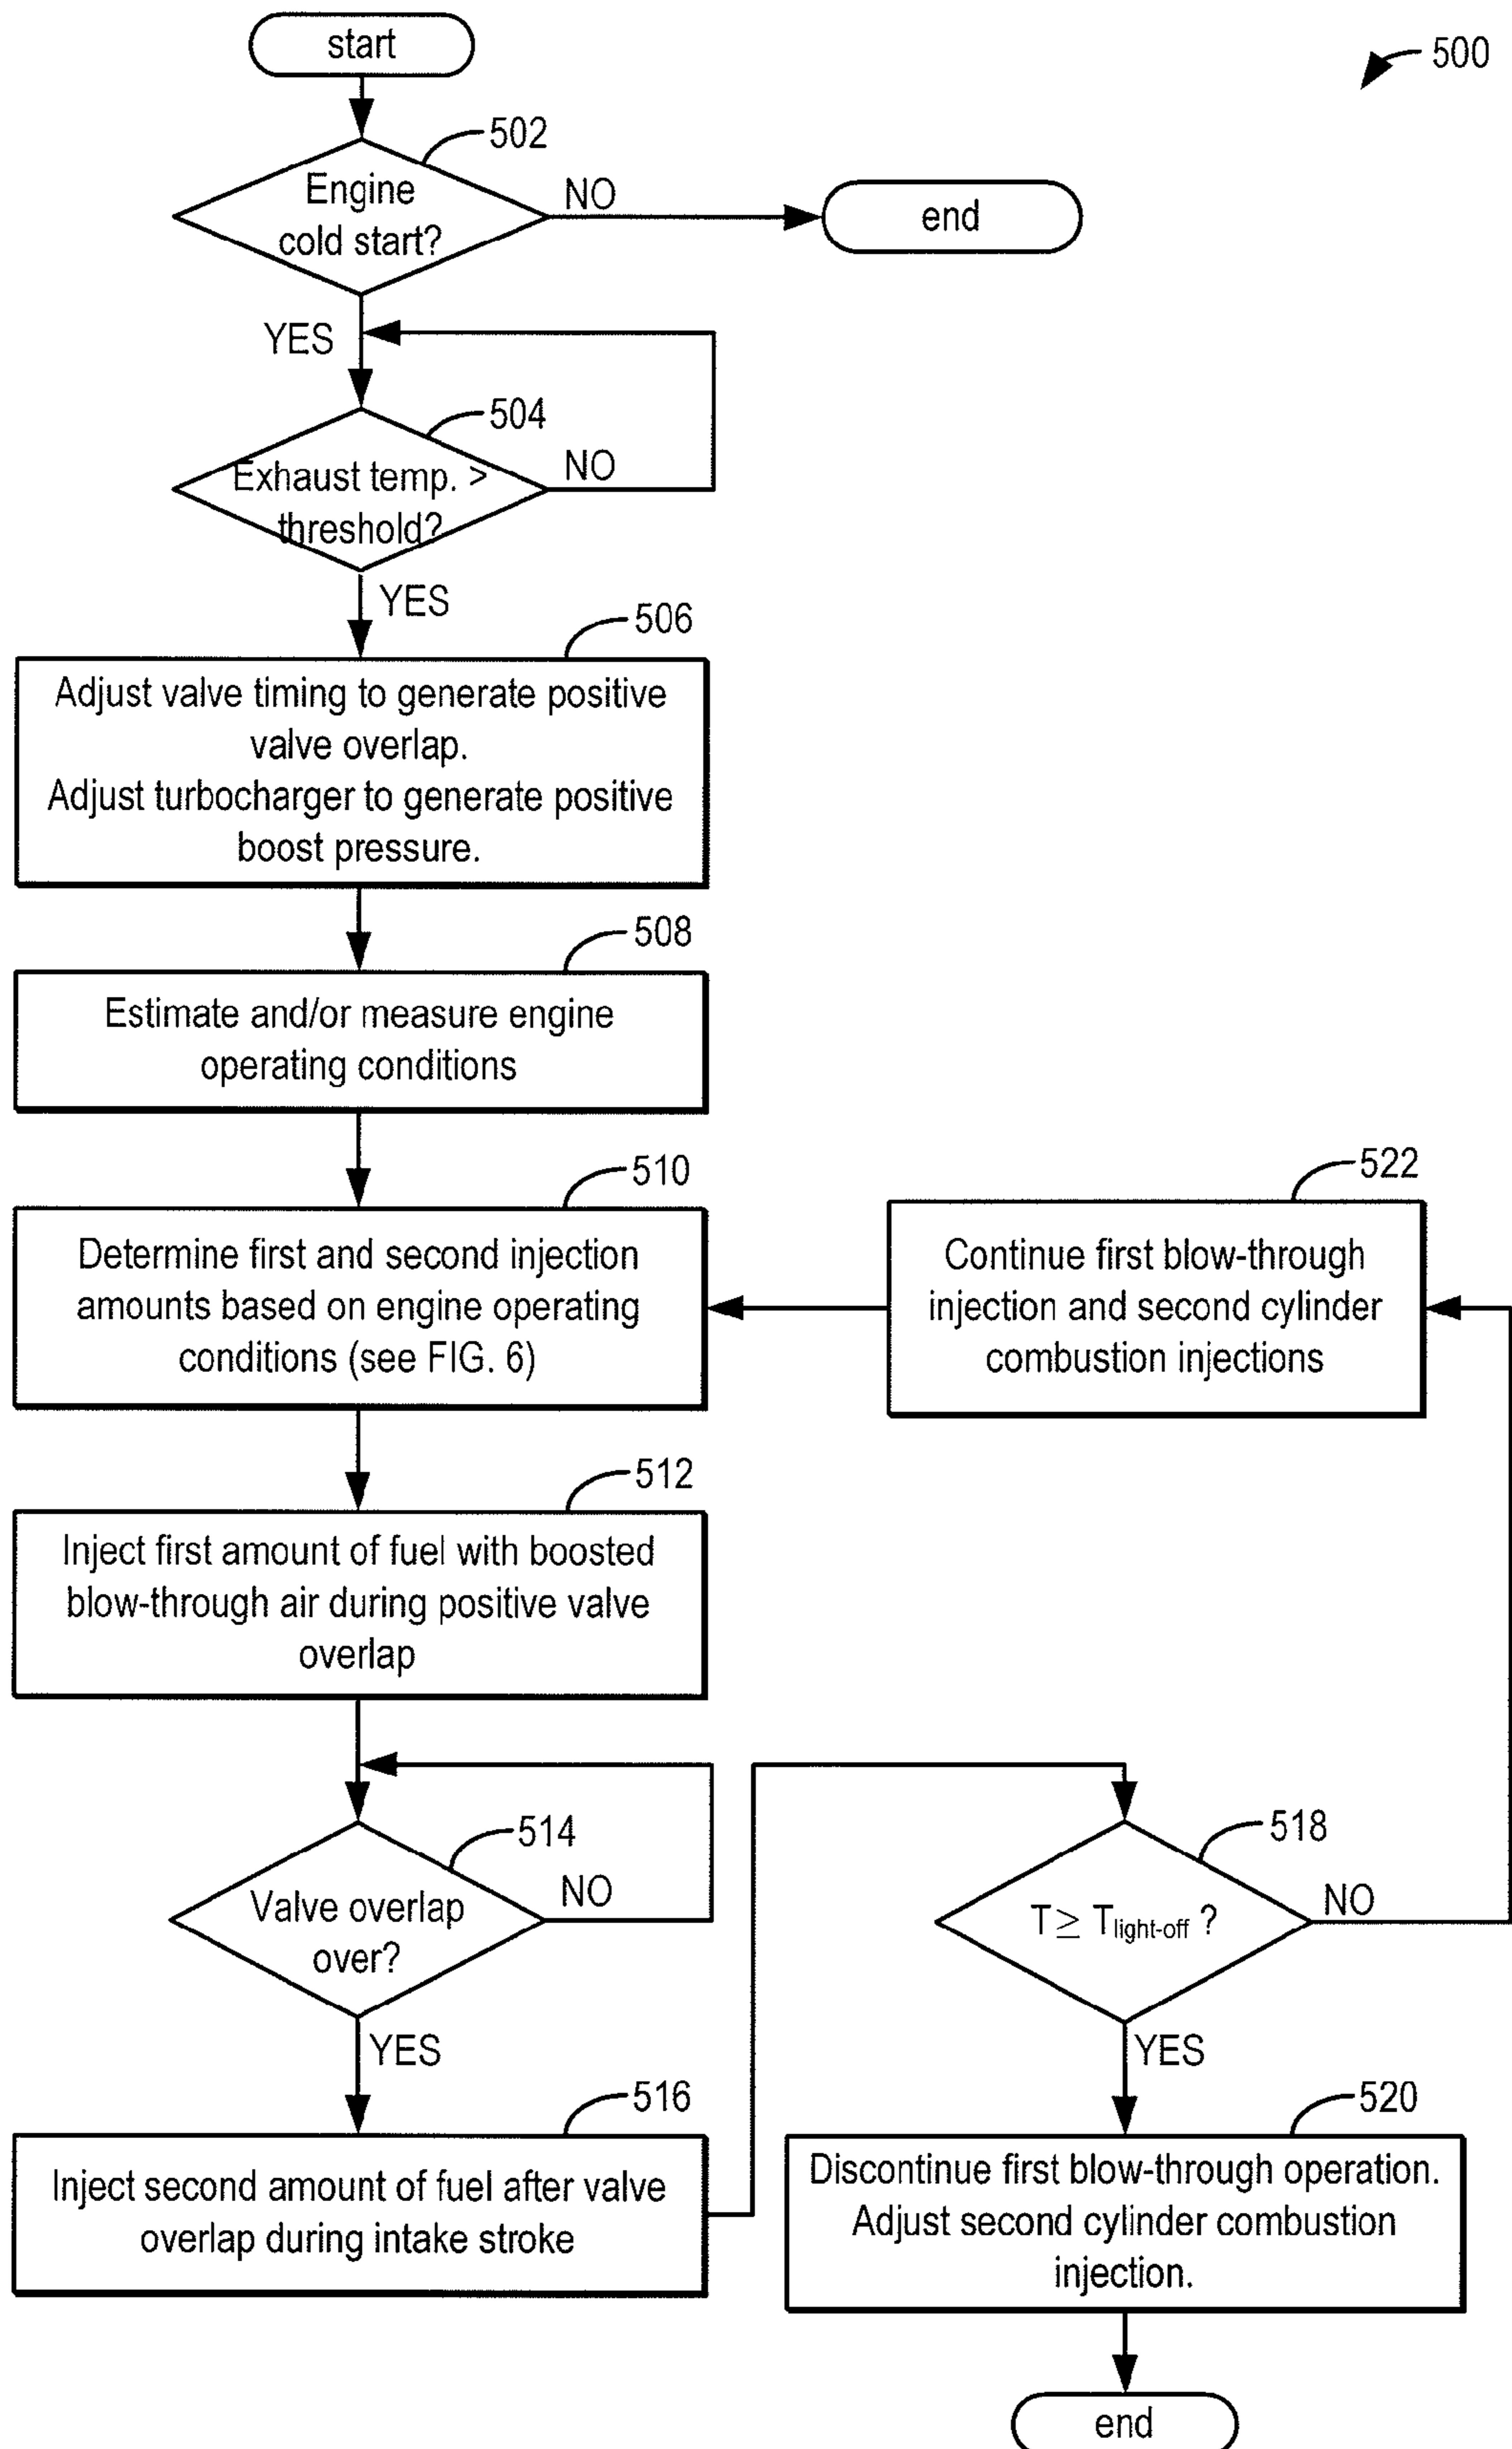 start
500
502
Engine
cold start?
NO
end
YES
504
Exhaust temp. >
threshold?
NO
YES
506
Adjust valve timing to generate positive
valve overlap.
Adjust turbocharger to generate positive
boost pressure.
508
Estimate and/or measure engine
operating conditions
510
Determine first and second injection
amounts based on engine operating
conditions (see FIG. 6)
522
Continue first blow-through
injection and second cylinder
combustion injections
512
Inject first amount of fuel with boosted
blow-through air during positive valve
overlap
514
Valve overlap
over?
NO
YES
516
Inject second amount of fuel after valve
overlap during intake stroke
518
T ≥ Tlight-off ?
NO
YES
520
Discontinue first blow-through operation.
Adjust second cylinder combustion
injection.
end